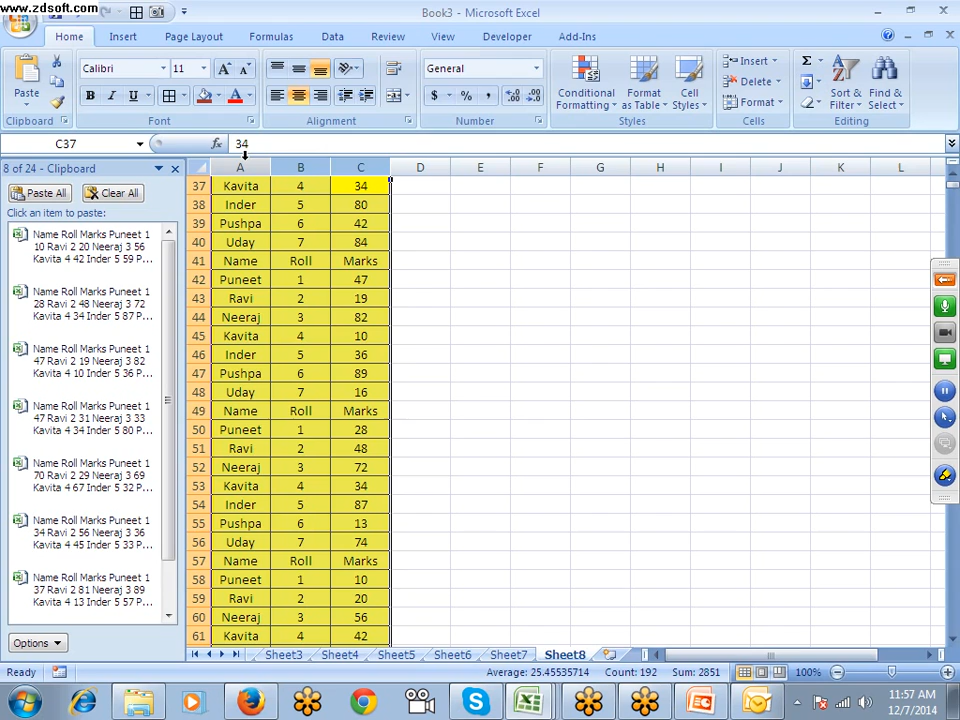 www.zdsoft.com
Book3 - Microsoft Excel
Home Insert Page Layout Formulas Data Review View Developer Add-Ins
Paste
Calibri 11
B I U
General
$ % ,
Conditional Formatting
Format as Table
Cell Styles
Insert
Delete
Format
Sort & Filter
Find & Select
Clipboard Font Alignment Number Styles Cells Editing
C37 fx 34
8 of 24 - Clipboard
Paste All Clear All
Click an item to paste:
Name Roll Marks Puneet 1
10 Ravi 2 20 Neeraj 3 56
Kavita 4 42 Inder 5 59 P...
Name Roll Marks Puneet 1
28 Ravi 2 48 Neeraj 3 72
Kavita 4 34 Inder 5 87 P...
Name Roll Marks Puneet 1
47 Ravi 2 19 Neeraj 3 82
Kavita 4 10 Inder 5 36 P...
Name Roll Marks Puneet 1
47 Ravi 2 31 Neeraj 3 33
Kavita 4 34 Inder 5 80 P...
Name Roll Marks Puneet 1
70 Ravi 2 29 Neeraj 3 69
Kavita 4 67 Inder 5 32 P...
Name Roll Marks Puneet 1
34 Ravi 2 56 Neeraj 3 36
Kavita 4 45 Inder 5 33 P...
Name Roll Marks Puneet 1
37 Ravi 2 81 Neeraj 3 89
Kavita 4 13 Inder 5 57 P...
Options
A B C D E F G H I J K L
37 Kavita 4 34
38 Inder 5 80
39 Pushpa 6 42
40 Uday 7 84
41 Name Roll Marks
42 Puneet 1 47
43 Ravi 2 19
44 Neeraj 3 82
45 Kavita 4 10
46 Inder 5 36
47 Pushpa 6 89
48 Uday 7 16
49 Name Roll Marks
50 Puneet 1 28
51 Ravi 2 48
52 Neeraj 3 72
53 Kavita 4 34
54 Inder 5 87
55 Pushpa 6 13
56 Uday 7 74
57 Name Roll Marks
58 Puneet 1 10
59 Ravi 2 20
60 Neeraj 3 56
61 Kavita 4 42
Sheet3 Sheet4 Sheet5 Sheet6 Sheet7 Sheet8
Ready Average: 25.45535714 Count: 192 Sum: 2851 100%
11:57 AM
12/7/2014